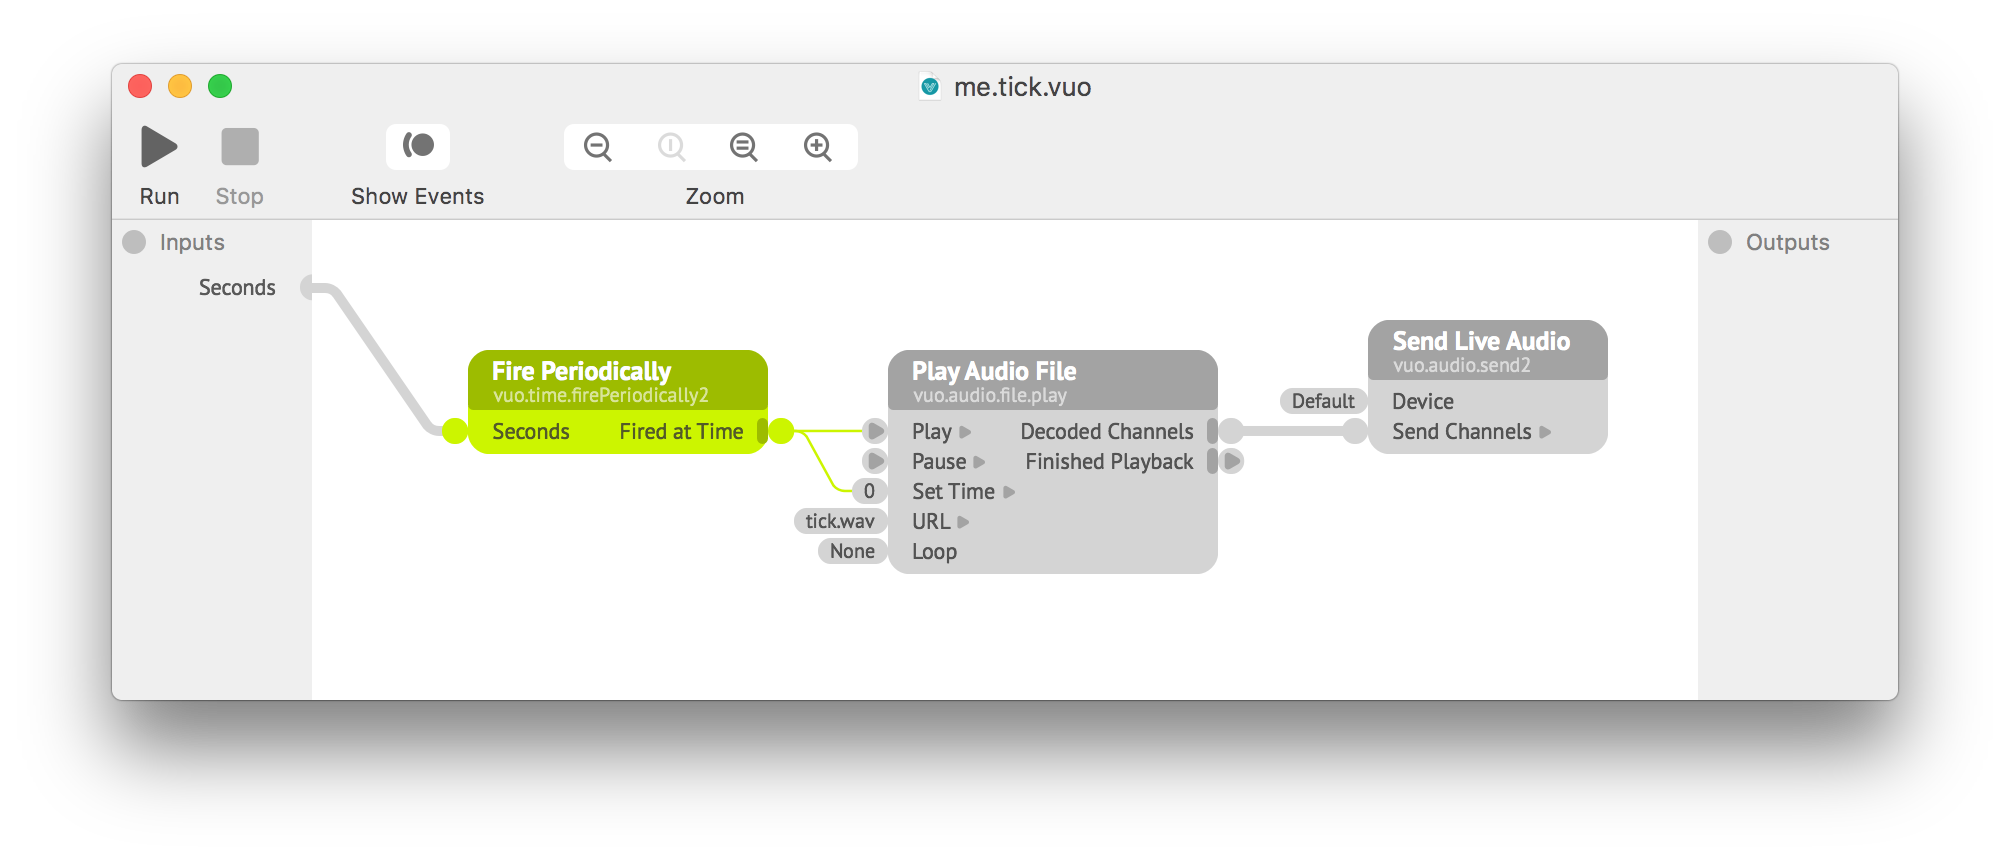 me.tick.vuo
Run
Stop
Show Events
Zoom
Inputs
Outputs
Seconds
Fire Periodically
vuo.time.firePeriodically2
Seconds
Fired at Time
Play Audio File
vuo.audio.file.play
Play
Decoded Channels
Pause
Finished Playback
0
Set Time
tick.wav
URL
None
Loop
Send Live Audio
vuo.audio.send2
Default
Device
Send Channels